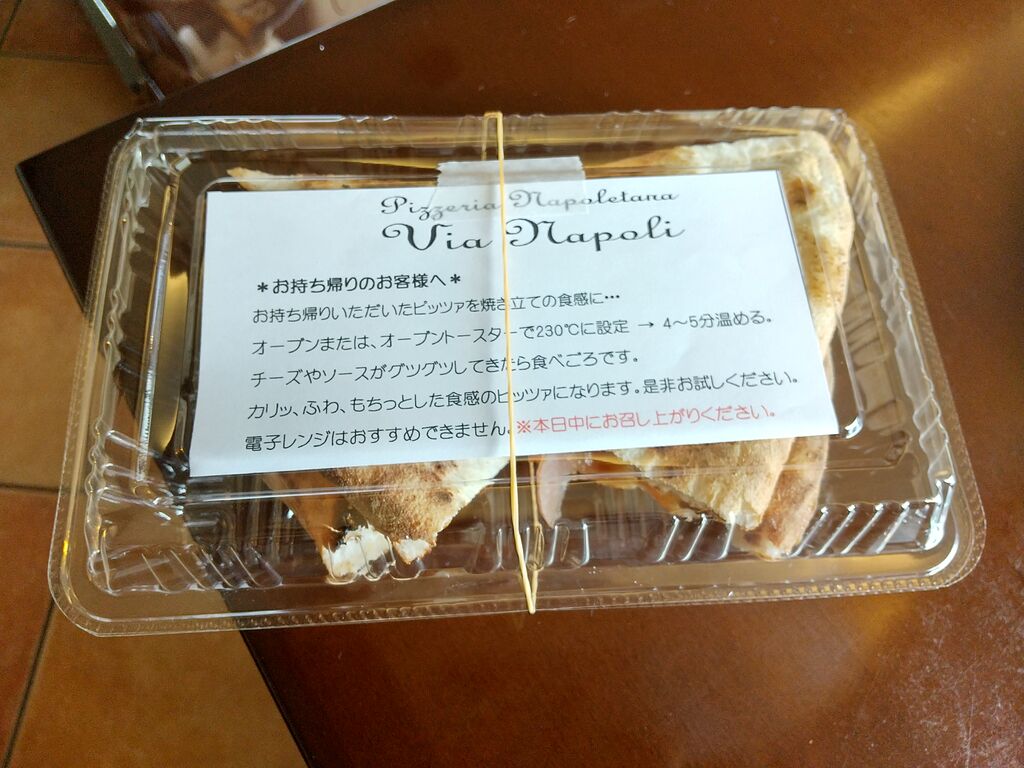 Pizzeria Napoletana
Via Napoli
＊お持ち帰りのお客様へ＊
お持ち帰りいただいたピッツァを焼き立ての食感に…
オーブンまたは、オーブントースターで230℃に設定 → 4～5分温める。
チーズやソースがグツグツしてきたら食べごろです。
カリッ、ふわ、もちっとした食感のピッツァになります。是非お試しください。
電子レンジはおすすめできません。※本日中にお召し上がりください。